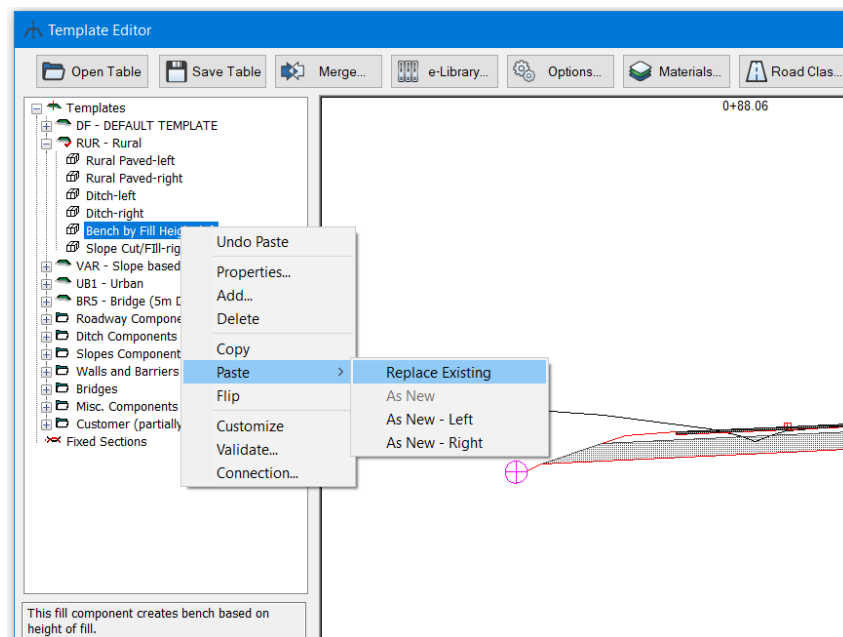 Template Editor
Open Table Save Table Merge... e-Library... Options... Materials... Road Clas...
Templates
DF - DEFAULT TEMPLATE
RUR - Rural
Rural Paved-left
Rural Paved-right
Ditch-left
Ditch-right
Bench by Fill Heig
Slope Cut/FIll-rig
VAR - Slope based
UB1 - Urban
BR5 - Bridge (5m D
Roadway Compone
Ditch Components
Slopes Component
Walls and Barriers
Bridges
Misc. Components
Customer (partially
Fixed Sections
Undo Paste
Properties...
Add...
Delete
Copy
Paste
Flip
Customize
Validate...
Connection...
Replace Existing
As New
As New - Left
As New - Right
0+88.06
This fill component creates bench based on
height of fill.